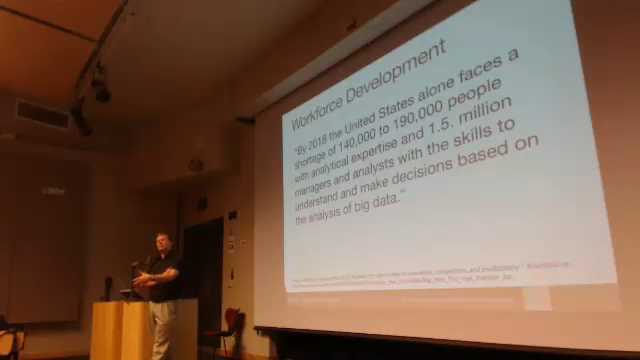 Workforce Development
"By 2018 the United States alone faces a
shortage of 140,000 to 190,000 people
with analytical expertise and 1.5. million
managers and analysts with the skills to
understand and make decisions based on
the analysis of big data."